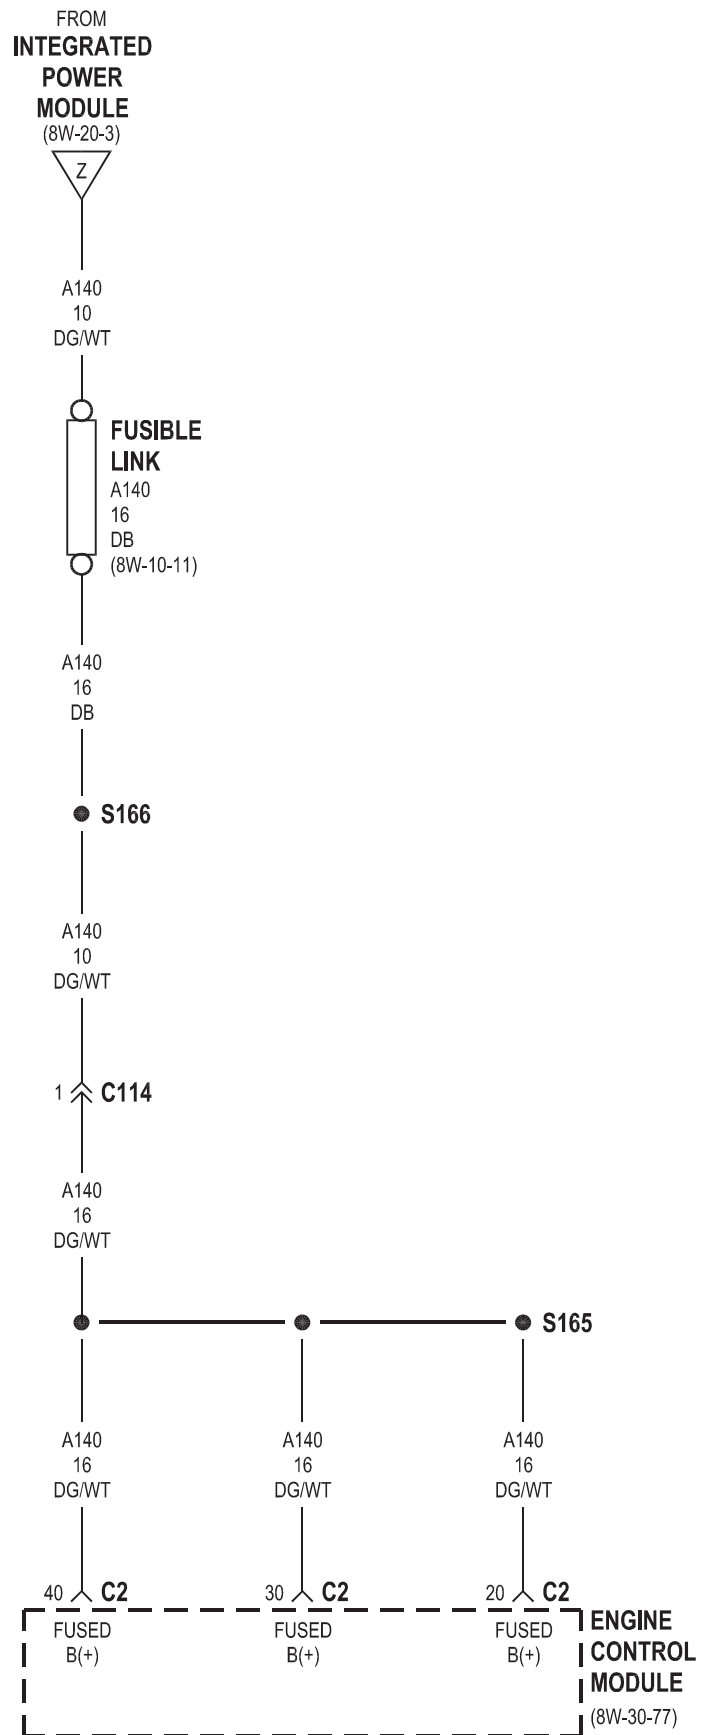 FROM
INTEGRATED
POWER
MODULE
(8W-20-3)
Z
A140
10
DG/WT
FUSIBLE
LINK
A140
16
DB
(8W-10-11)
A140
16
DB
S166
A140
10
DG/WT
1 C114
A140
16
DG/WT
S165
A140
16
DG/WT
A140
16
DG/WT
A140
16
DG/WT
40 C2
30 C2
20 C2
FUSED
B(+)
FUSED
B(+)
FUSED
B(+)
ENGINE
CONTROL
MODULE
(8W-30-77)